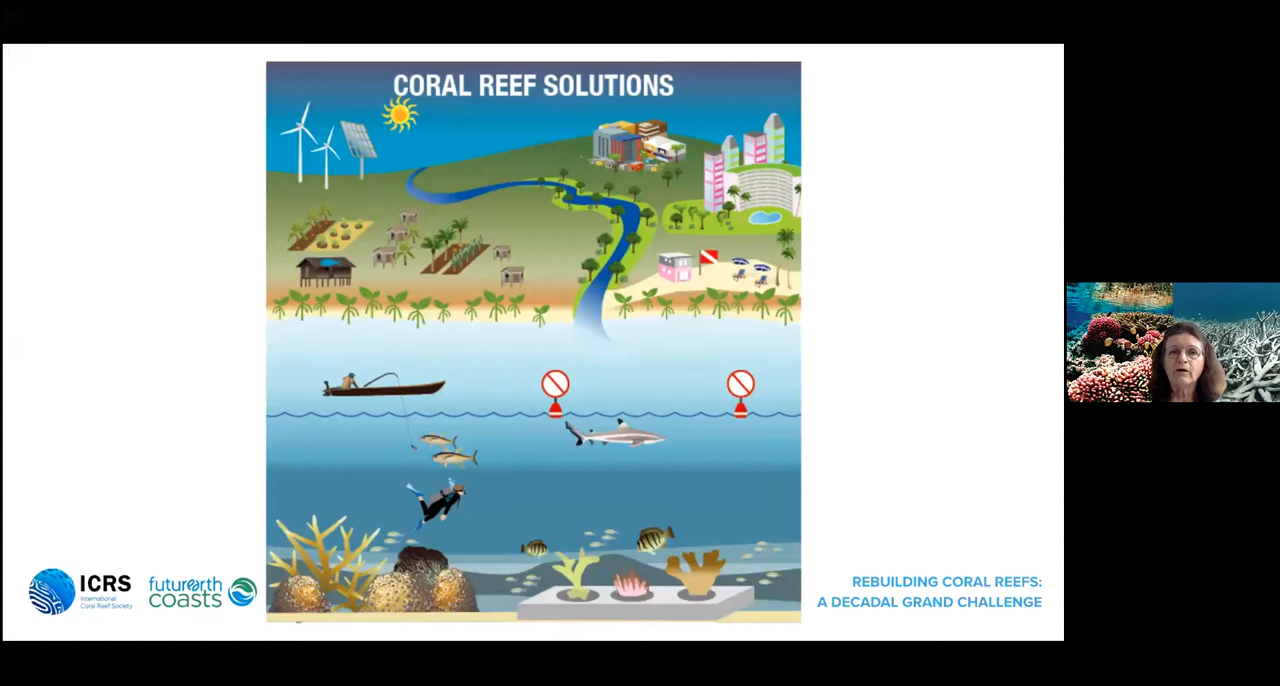 CORAL REEF SOLUTIONS
ICRS
International
Coral Reef Society
futurearth
coasts
REBUILDING CORAL REEFS:
A DECADAL GRAND CHALLENGE